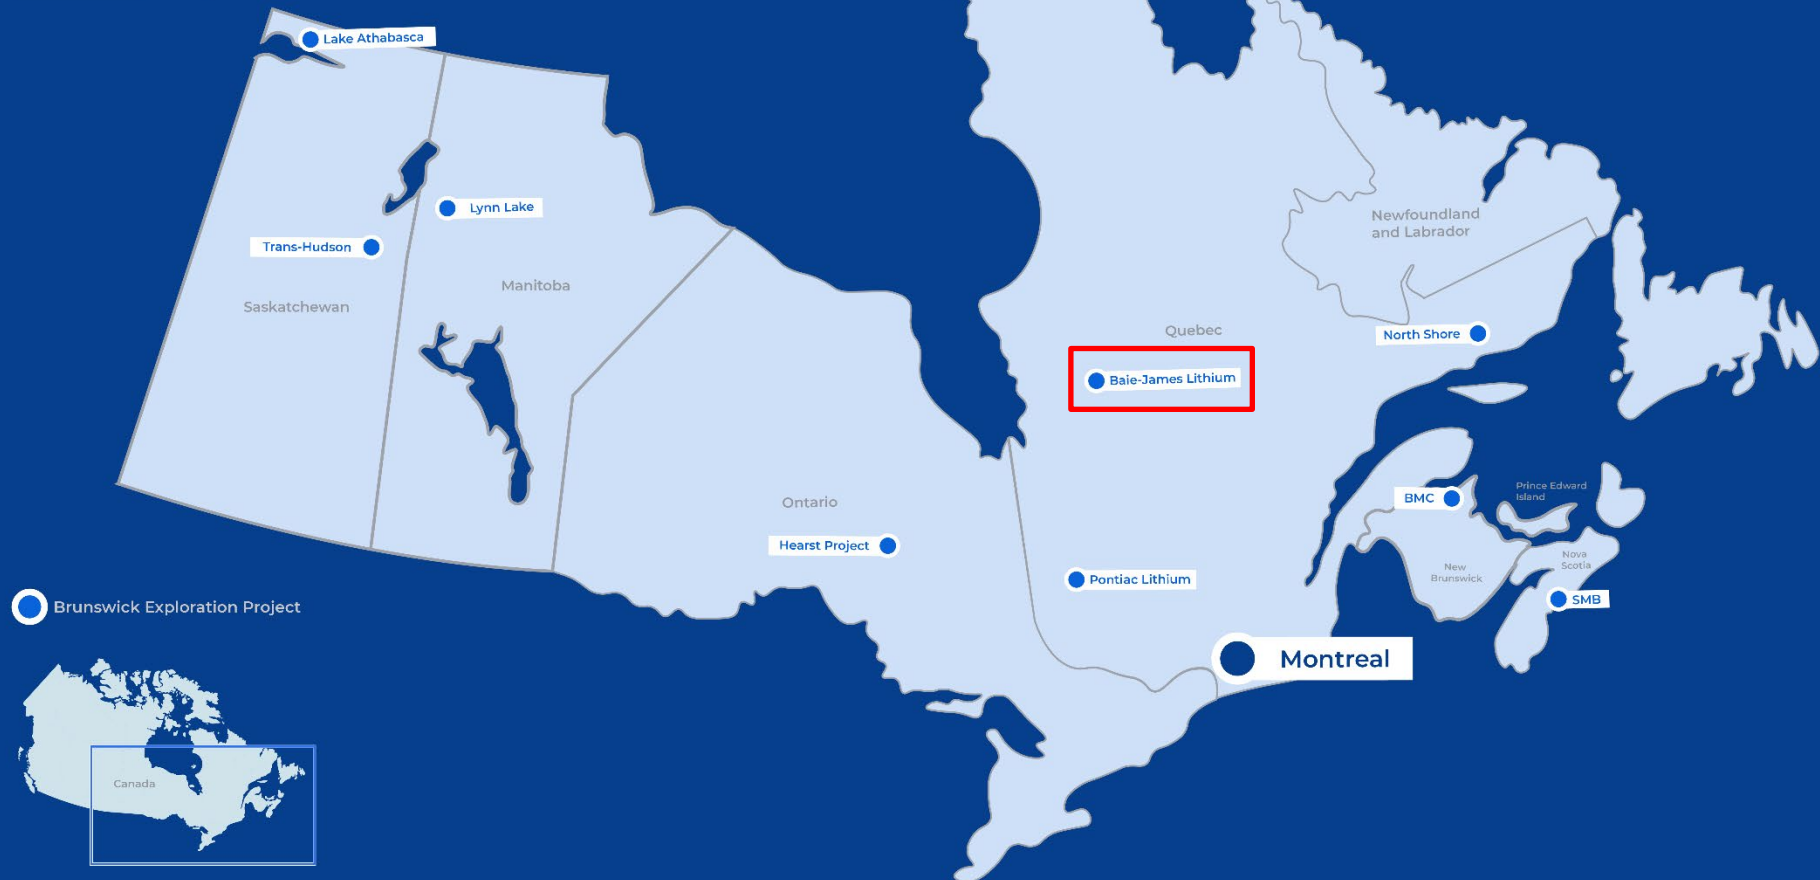 Lake Athabasca
Lynn Lake
Trans-Hudson
Manitoba
Saskatchewan
Newfoundland
and Labrador
Quebec
North Shore
Baie-James Lithium
Ontario
Hearst Project
BMC
Prince Edward
Island
Nova
Scotia
New
Brunswick
Pontiac Lithium
SMB
Brunswick Exploration Project
Montreal
Canada